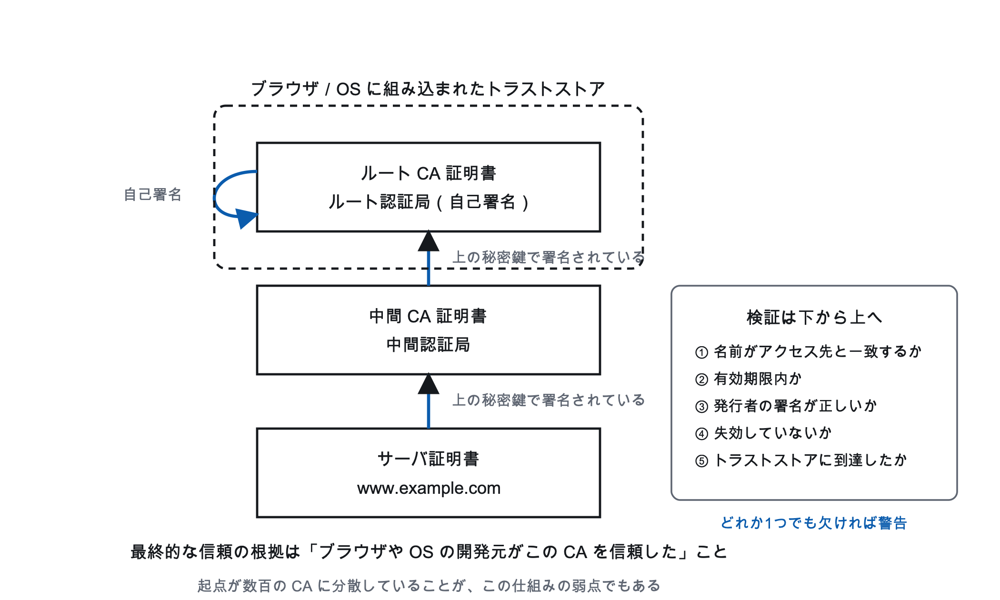 ブラウザ / OS に組み込まれたトラストストア
ルート CA 証明書
ルート認証局（自己署名）
自己署名
上の秘密鍵で署名されている
中間 CA 証明書
中間認証局
上の秘密鍵で署名されている
サーバ証明書
www.example.com
検証は下から上へ
① 名前がアクセス先と一致するか
② 有効期限内か
③ 発行者の署名が正しいか
④ 失効していないか
⑤ トラストストアに到達したか
どれか1つでも欠ければ警告
最終的な信頼の根拠は「ブラウザや OS の開発元がこの CA を信頼した」こと
起点が数百の CA に分散していることが、この仕組みの弱点でもある